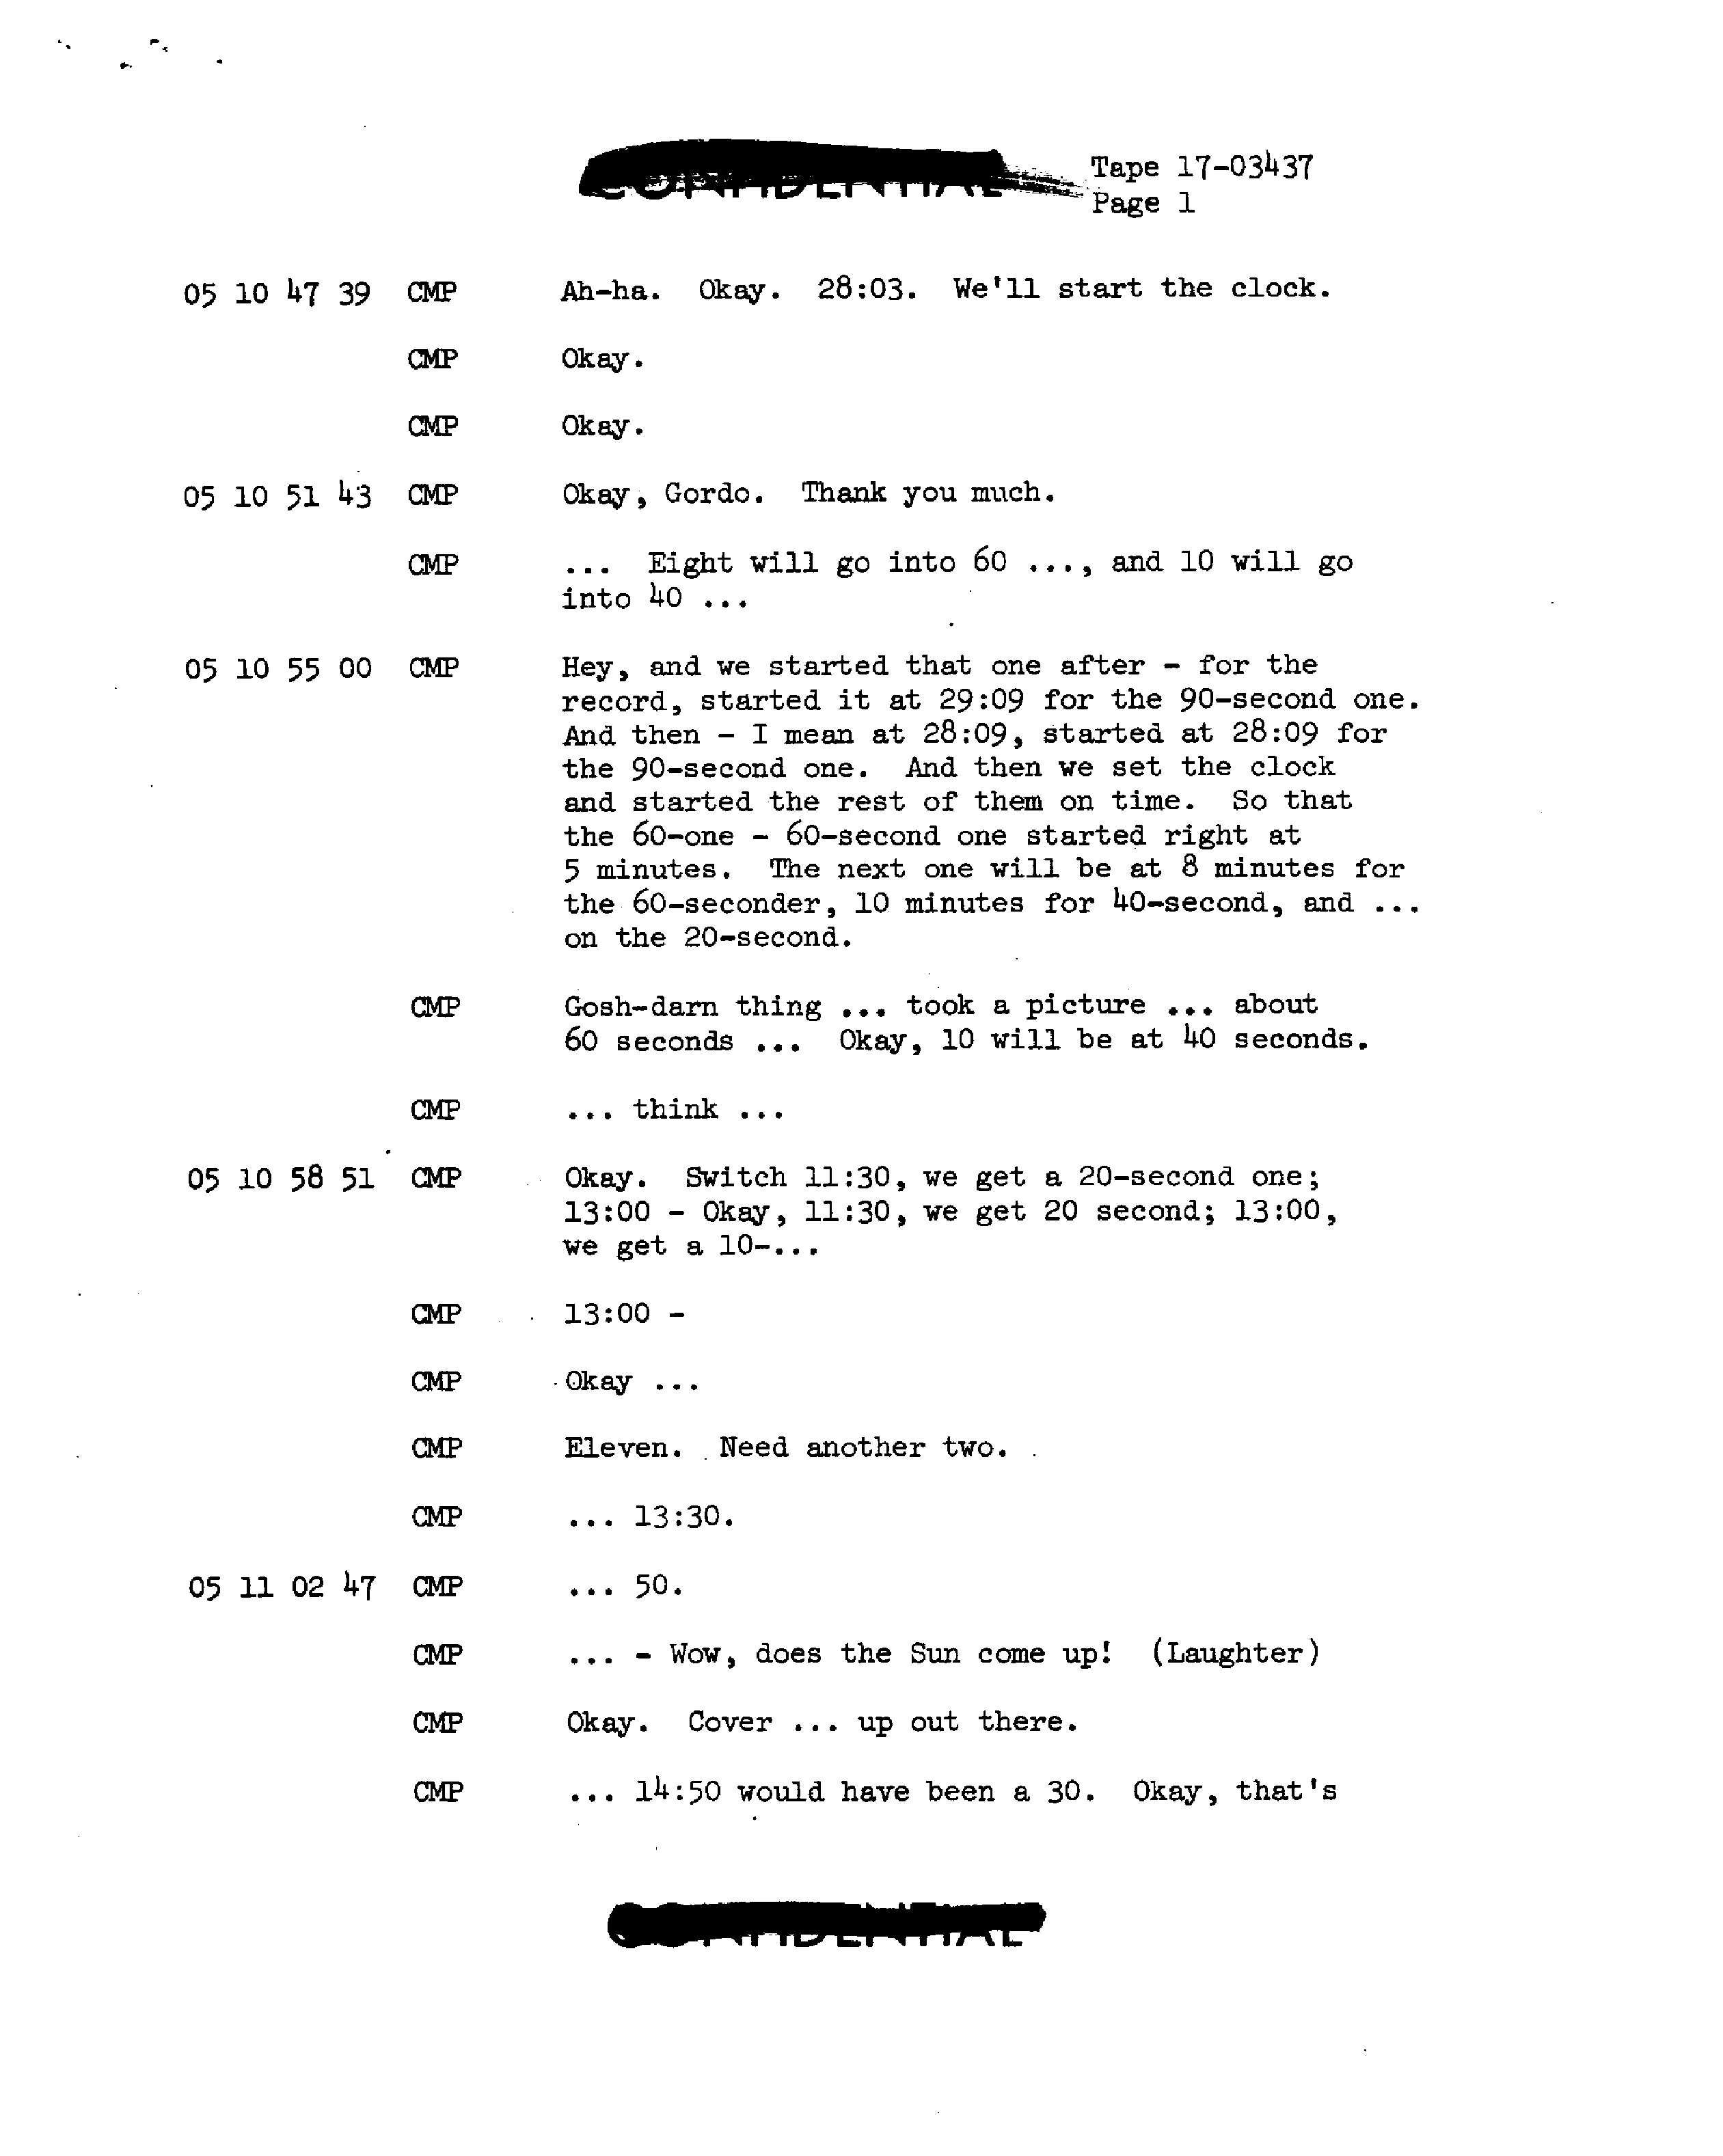 CONFIDENTIAL
Tape 17-03437
Page 1
05 10 47 39 CMP Ah-ha. Okay. 28:03. We'll start the clock.
CMP Okay.
CMP Okay.
05 10 51 43 CMP Okay, Gordo. Thank you much.
CMP ... Eight will go into 60 ..., and 10 will go
into 40 ...
05 10 55 00 CMP Hey, and we started that one after - for the
record, started it at 29:09 for the 90-second one.
And then - I mean at 28:09, started at 28:09 for
the 90-second one. And then we set the clock
and started the rest of them on time. So that
the 60-one - 60-second one started right at
5 minutes. The next one will be at 8 minutes for
the 60-seconder, 10 minutes for 40-second, and ...
on the 20-second.
CMP Gosh-darn thing ... took a picture ... about
60 seconds ... Okay, 10 will be at 40 seconds.
CMP ... think ...
05 10 58 51 CMP Okay. Switch 11:30, we get a 20-second one;
13:00 - Okay, 11:30, we get 20 second; 13:00,
we get a 10-...
CMP 13:00 -
CMP Okay ...
CMP Eleven. Need another two.
CMP ... 13:30.
05 11 02 47 CMP ... 50.
CMP ... - Wow, does the Sun come up! (Laughter)
CMP Okay. Cover ... up out there.
CMP ... 14:50 would have been a 30. Okay, that's
CONFIDENTIAL